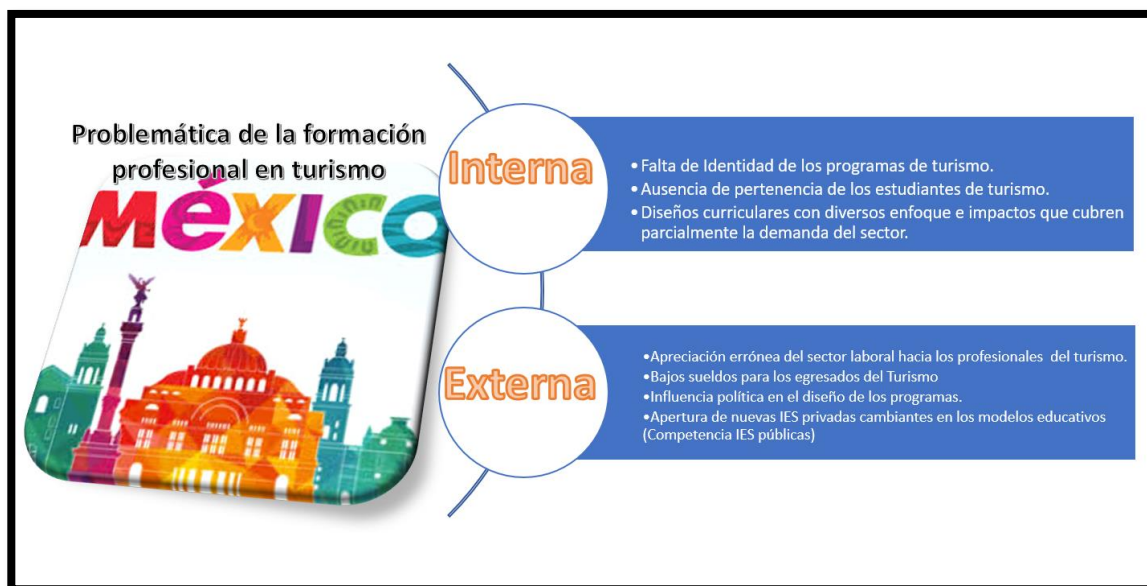 Problemática de la formación
profesional en turismo
MéXICO
Interna
•Falta de Identidad de los programas de turismo.
•Ausencia de pertenencia de los estudiantes de turismo.
•Diseños curriculares con diversos enfoque e impactos que cubren
parcialmente la demanda del sector.
Externa
•Apreciación errónea del sector laboral hacia los profesionales del turismo.
•Bajos sueldos para los egresados del Turismo
•Influencia política en el diseño de los programas.
•Apertura de nuevas IES privadas cambiantes en los modelos educativos
(Competencia IES públicas)